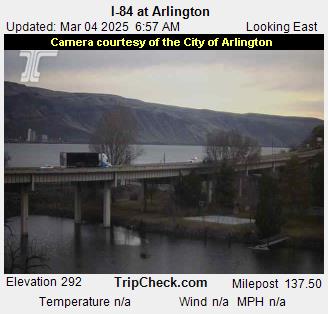 I-84 at Arlington
Updated: Mar 04 2025 6:57 AM Looking East
Camera courtesy of the City of Arlington
Elevation 292 TripCheck.com Milepost 137.50
Temperature n/a Wind n/a MPH n/a